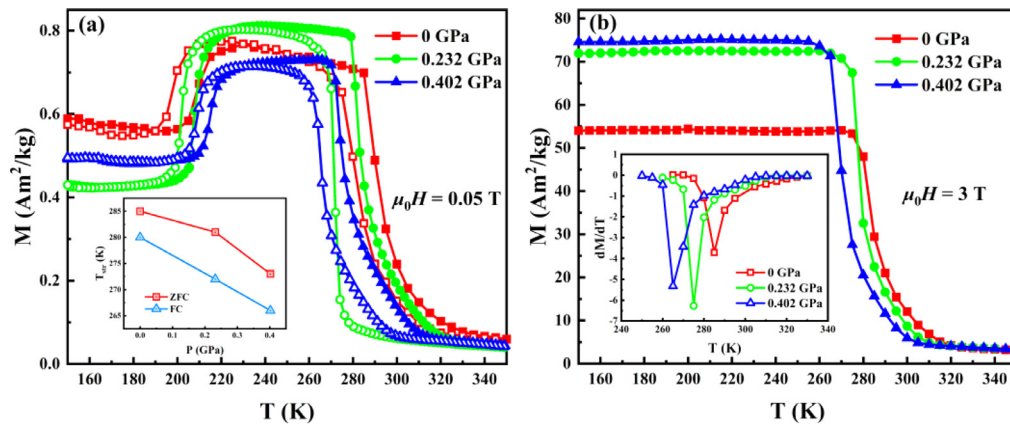 (a)
0 GPa
0.232 GPa
0.402 GPa
μ₀H = 0.05 T
M (Am²/kg)
0.8
0.6
0.4
0.2
0.0
160 180 200 220 240 260 280 300 320 340
T (K)
T_str (K)
285
280
275
270
265
ZFC
FC
0.0 0.1 0.2 0.3 0.4
P (GPa)
(b)
0 GPa
0.232 GPa
0.402 GPa
μ₀H = 3 T
M (Am²/kg)
80
70
60
50
40
30
20
10
0
160 180 200 220 240 260 280 300 320 340
T (K)
dM/dT
1
0
-1
-2
-3
-4
-5
-6
-7
0 GPa
0.232 GPa
0.402 GPa
240 260 280 300 320 340
T (K)